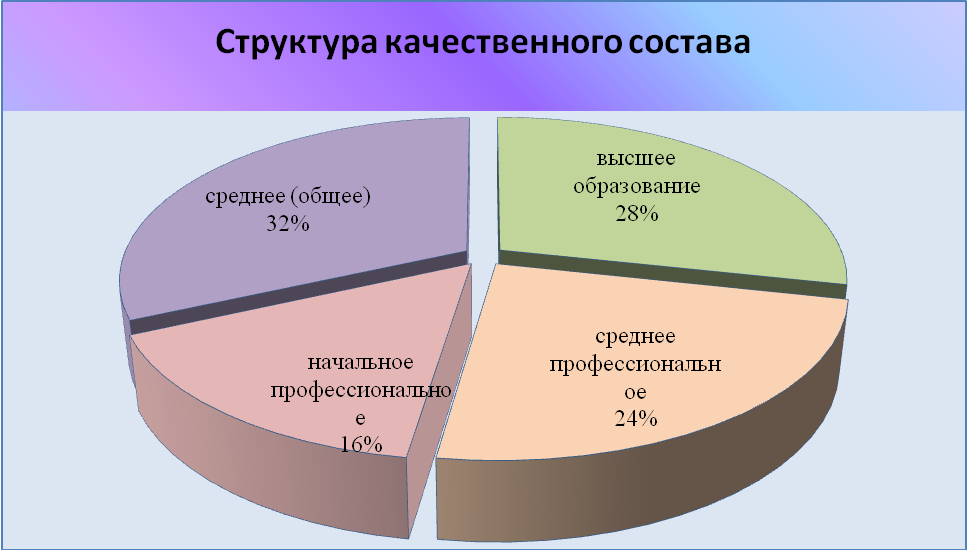 Структура качественного состава
среднее (общее)
32%
высшее
образование
28%
начальное
профессионально
е
16%
среднее
профессиональн
ое
24%